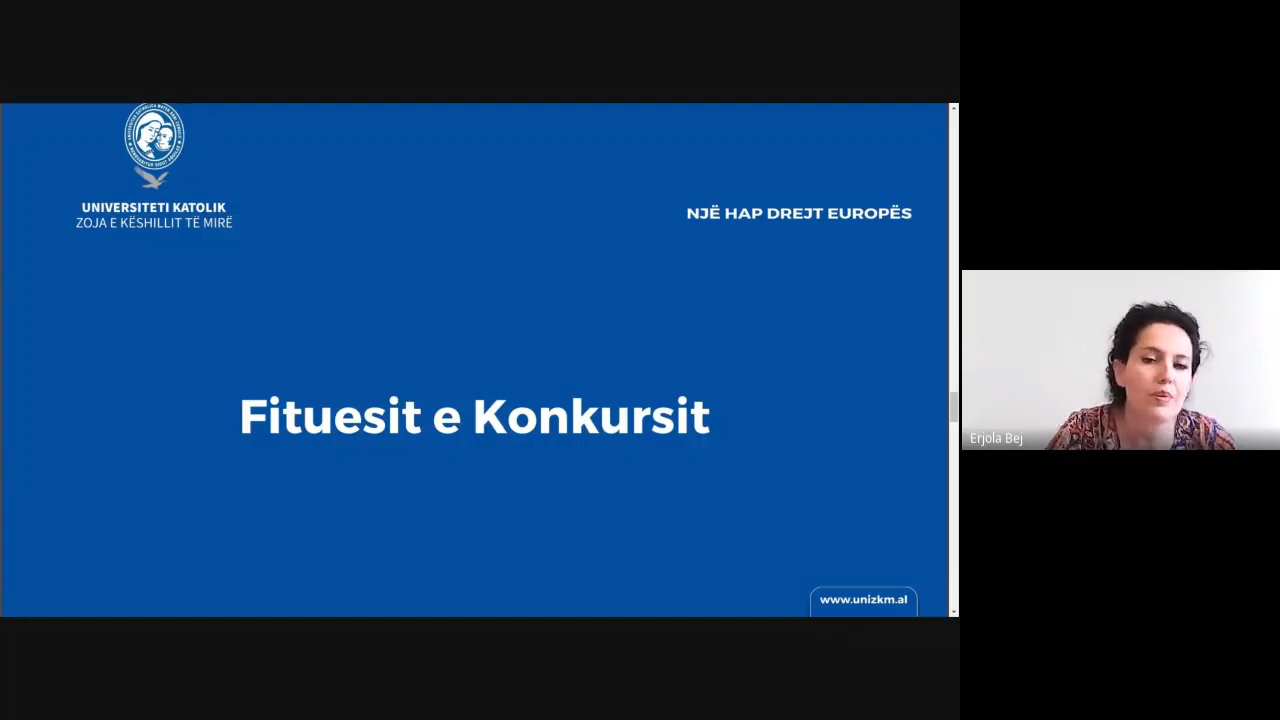 UNIVERSITETI KATOLIK
ZOJA E KËSHILLIT TË MIRË
NJË HAP DREJT EUROPËS
Fituesit e Konkursit
www.unizkm.al
Erjola Bej